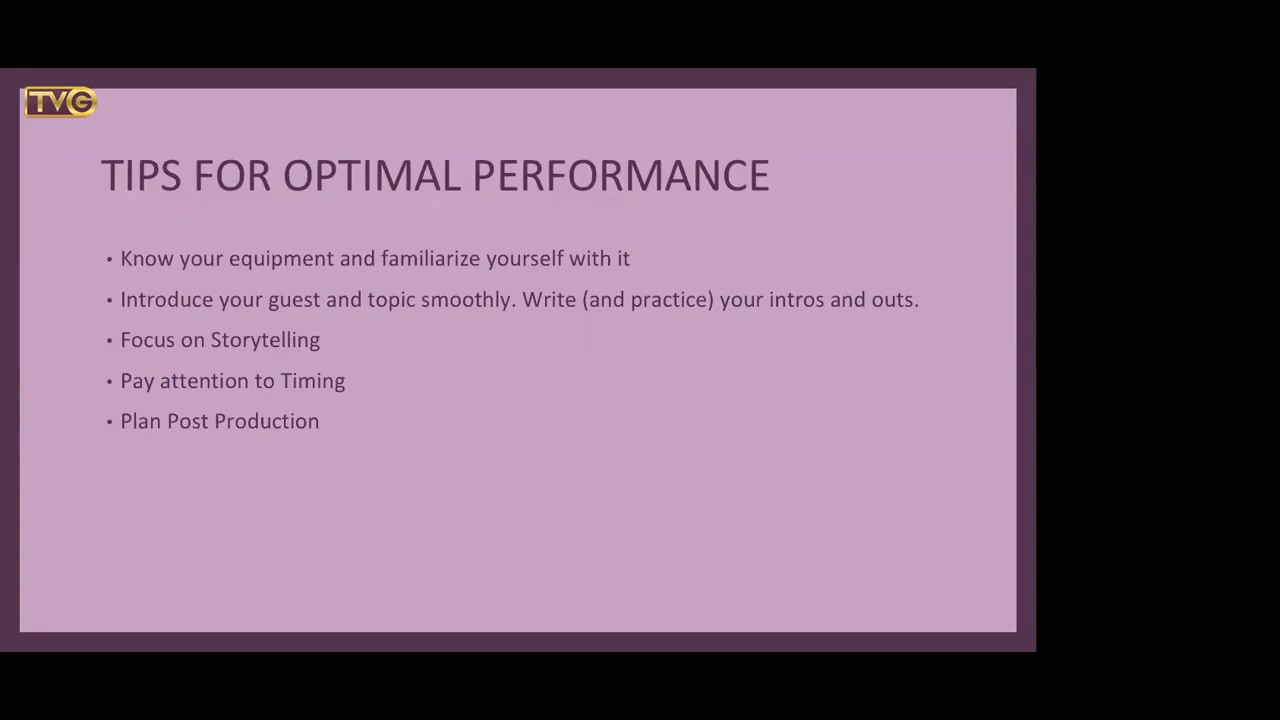 TVG
TIPS FOR OPTIMAL PERFORMANCE
• Know your equipment and familiarize yourself with it
• Introduce your guest and topic smoothly. Write (and practice) your intros and outs.
• Focus on Storytelling
• Pay attention to Timing
• Plan Post Production